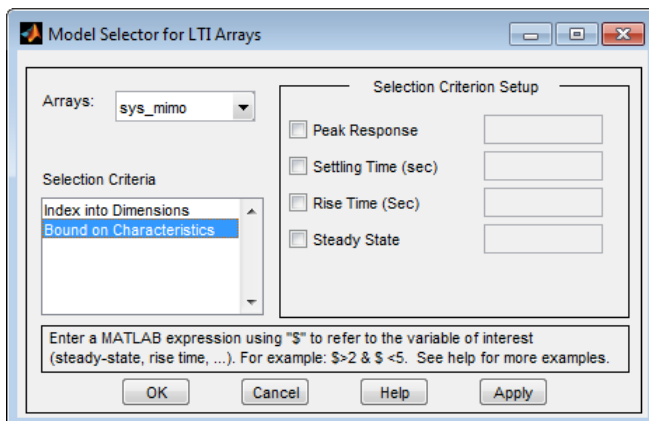 Model Selector for LTI Arrays
Arrays:
sys_mimo
Selection Criteria
Index into Dimensions
Bound on Characteristics
Selection Criterion Setup
Peak Response
Settling Time (sec)
Rise Time (Sec)
Steady State
Enter a MATLAB expression using "$" to refer to the variable of interest
(steady-state, rise time, ...). For example: $>2 & $ <5.  See help for more examples.
OK
Cancel
Help
Apply